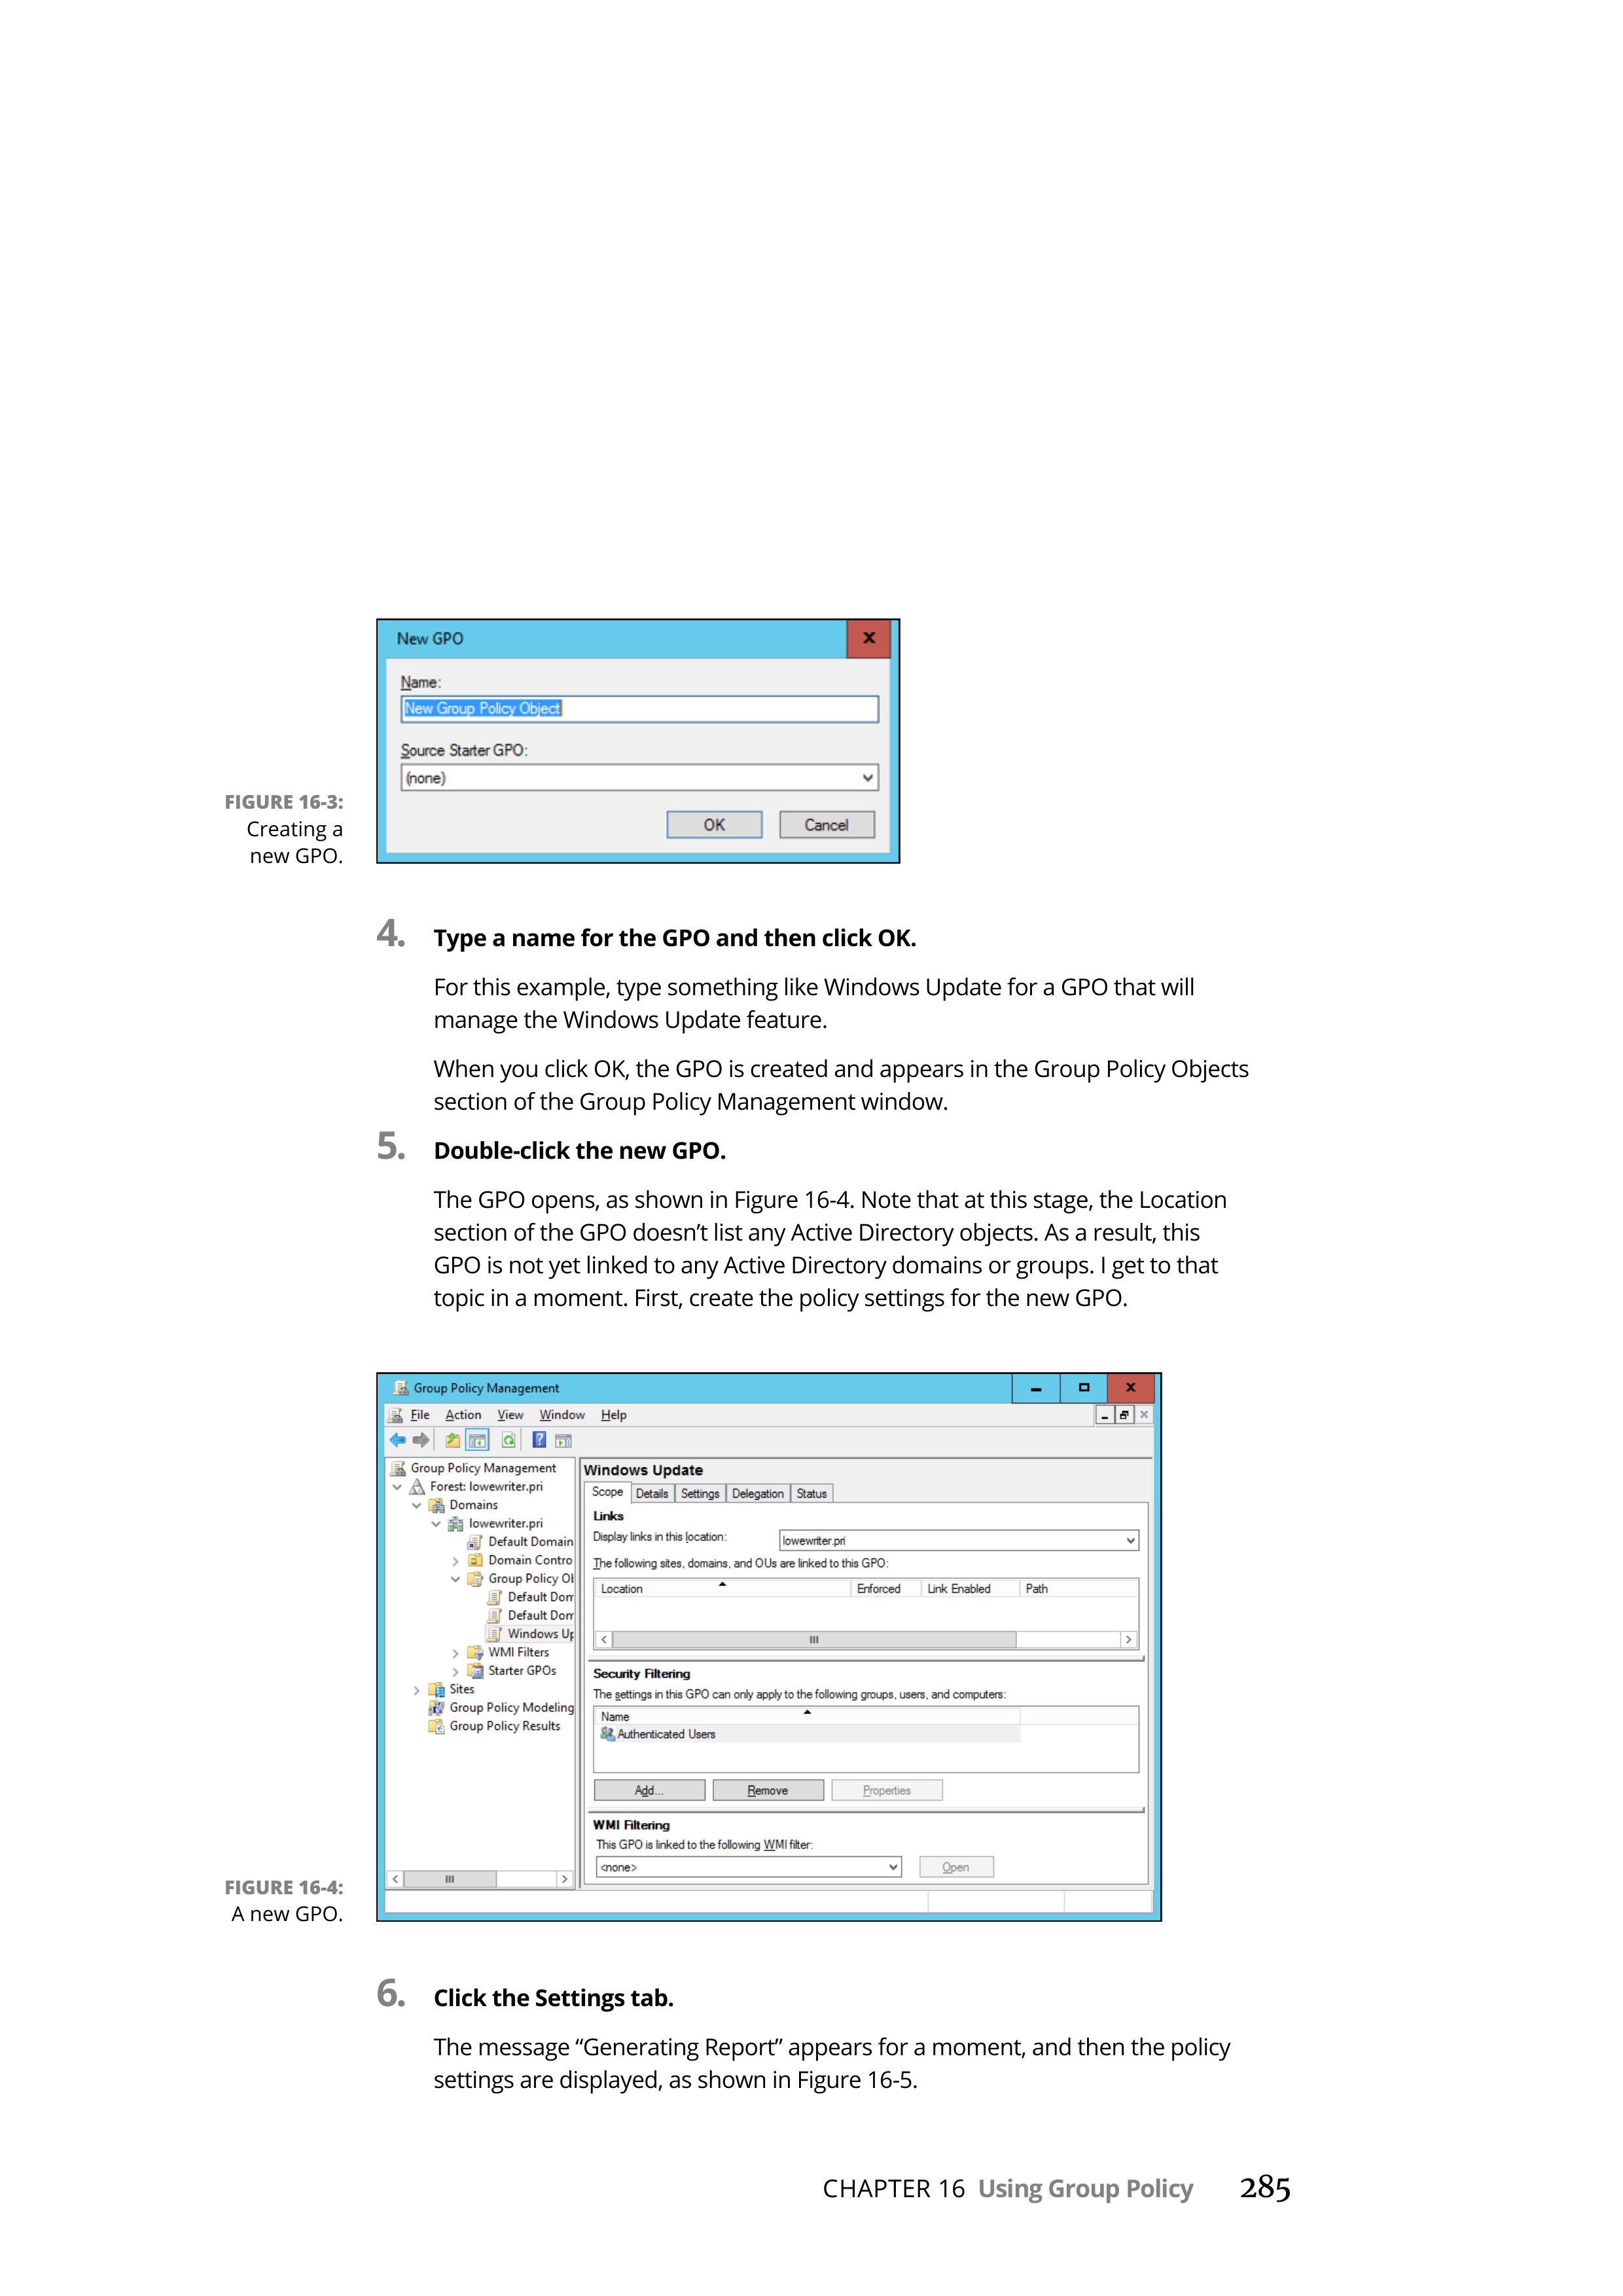 New GPO
Name:
New Group Policy Object
Source Starter GPO:
(none)
OK Cancel
FIGURE 16-3:
Creating a
new GPO.
4. Type a name for the GPO and then click OK.
For this example, type something like Windows Update for a GPO that will
manage the Windows Update feature.
When you click OK, the GPO is created and appears in the Group Policy Objects
section of the Group Policy Management window.
5. Double-click the new GPO.
The GPO opens, as shown in Figure 16-4. Note that at this stage, the Location
section of the GPO doesn’t list any Active Directory objects. As a result, this
GPO is not yet linked to any Active Directory domains or groups. I get to that
topic in a moment. First, create the policy settings for the new GPO.
Group Policy Management
File Action View Window Help
Group Policy Management
Forest: lowewriter.pri
Domains
lowewriter.pri
Default Domain
Domain Contro
Group Policy Ob
Default Dom
Default Dom
Windows Up
WMI Filters
Starter GPOs
Sites
Group Policy Modeling
Group Policy Results
Windows Update
Scope Details Settings Delegation Status
Links
Display links in this location: lowewriter.pri
The following sites, domains, and OUs are linked to this GPO:
Location Enforced Link Enabled Path
Security Filtering
The settings in this GPO can only apply to the following groups, users, and computers:
Name
Authenticated Users
Add... Remove Properties
WMI Filtering
This GPO is linked to the following WMI filter:
<none> Open
FIGURE 16-4:
A new GPO.
6. Click the Settings tab.
The message “Generating Report” appears for a moment, and then the policy
settings are displayed, as shown in Figure 16-5.
CHAPTER 16 Using Group Policy 285